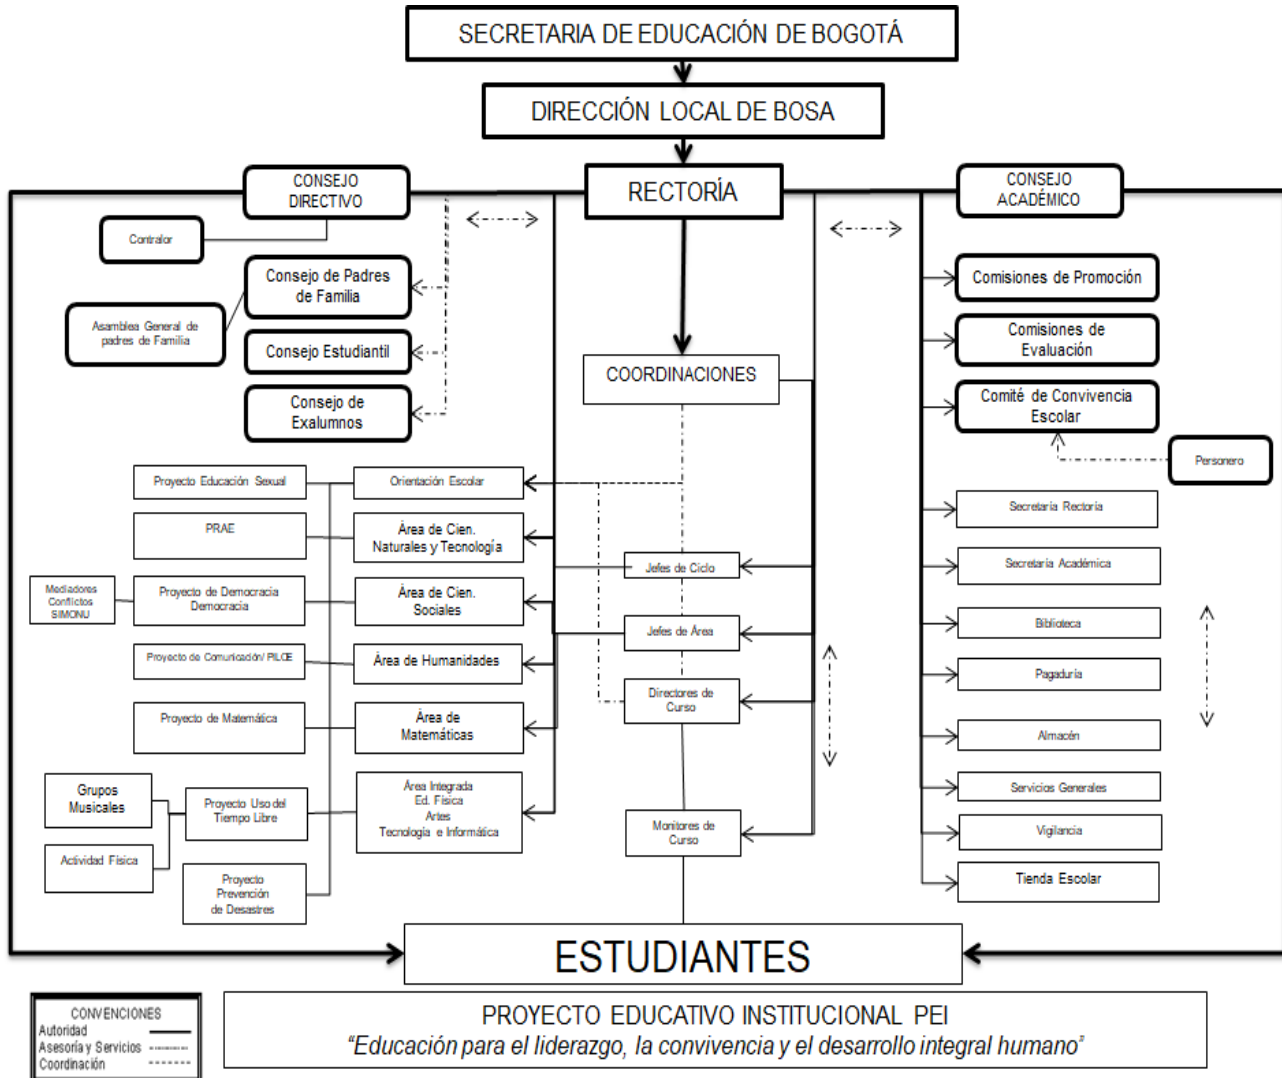 SECRETARIA DE EDUCACIÓN DE BOGOTÁ
DIRECCIÓN LOCAL DE BOSA
CONSEJO
DIRECTIVO
RECTORÍA
CONSEJO
ACADÉMICO
Contralor
Consejo de Padres
de Familia
Asamblea General de
padres de Familia
Consejo Estudiantil
Consejo de
Exalumnos
COORDINACIONES
Comisiones de Promoción
Comisiones de
Evaluación
Comité de Convivencia
Escolar
Personero
Proyecto Educación Sexual
Orientación Escolar
PRAE
Área de Cien.
Naturales y Tecnología
Mediadores
Conflictos
SIMONU
Proyecto de Democracia
Democracia
Área de Cien.
Sociales
Proyecto de Comunicación/ PILOE
Área de Humanidades
Proyecto de Matemática
Área de
Matemáticas
Grupos
Musicales
Actividad Física
Proyecto Uso del
Tiempo Libre
Área Integrada
Ed. Física
Artes
Tecnología e Informática
Proyecto
Prevención
de Desastres
Jefes de Ciclo
Jefes de Área
Directores de
Curso
Monitores de
Curso
Secretaria Rectoria
Secretaria Académica
Biblioteca
Pagaduría
Almacén
Servicios Generales
Vigilancia
Tienda Escolar
ESTUDIANTES
CONVENCIONES
Autoridad
Asesoría y Servicios
Coordinación
PROYECTO EDUCATIVO INSTITUCIONAL PEI
“Educación para el liderazgo, la convivencia y el desarrollo integral humano”